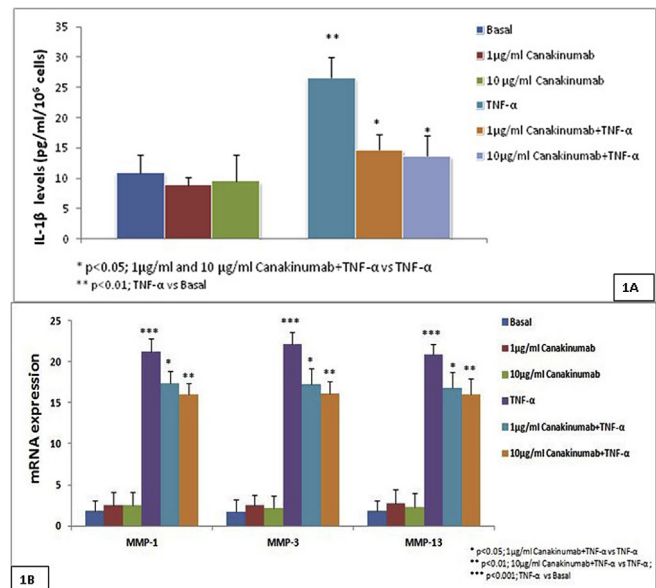 35
30
25
20
15
10
5
0
IL-1β levels (pg/ml/10⁶ cells)
**
*
*
Basal
1µg/ml Canakinumab
10 µg/ml Canakinumab
TNF-α
1µg/ml Canakinumab+TNF-α
10µg/ml Canakinumab+TNF-α
* p<0.05; 1µg/ml and 10 µg/ml Canakinumab+TNF-α vs TNF-α
** p<0.01; TNF-α vs Basal
1A
25
20
15
10
5
0
mRNA expression
***
*
**
***
*
**
***
*
**
MMP-1
MMP-3
MMP-13
Basal
1µg/ml Canakinumab
10µg/ml Canakinumab
TNF-α
1µg/ml Canakinumab+TNF-α
10µg/ml Canakinumab+TNF-α
* p<0.05; 1µg/ml Canakinumab+TNF-α vs TNF-α
** p<0.01; 10µg/ml Canakinumab+TNF-α vs TNF-α;
*** p<0.001; TNF-α vs Basal
1B